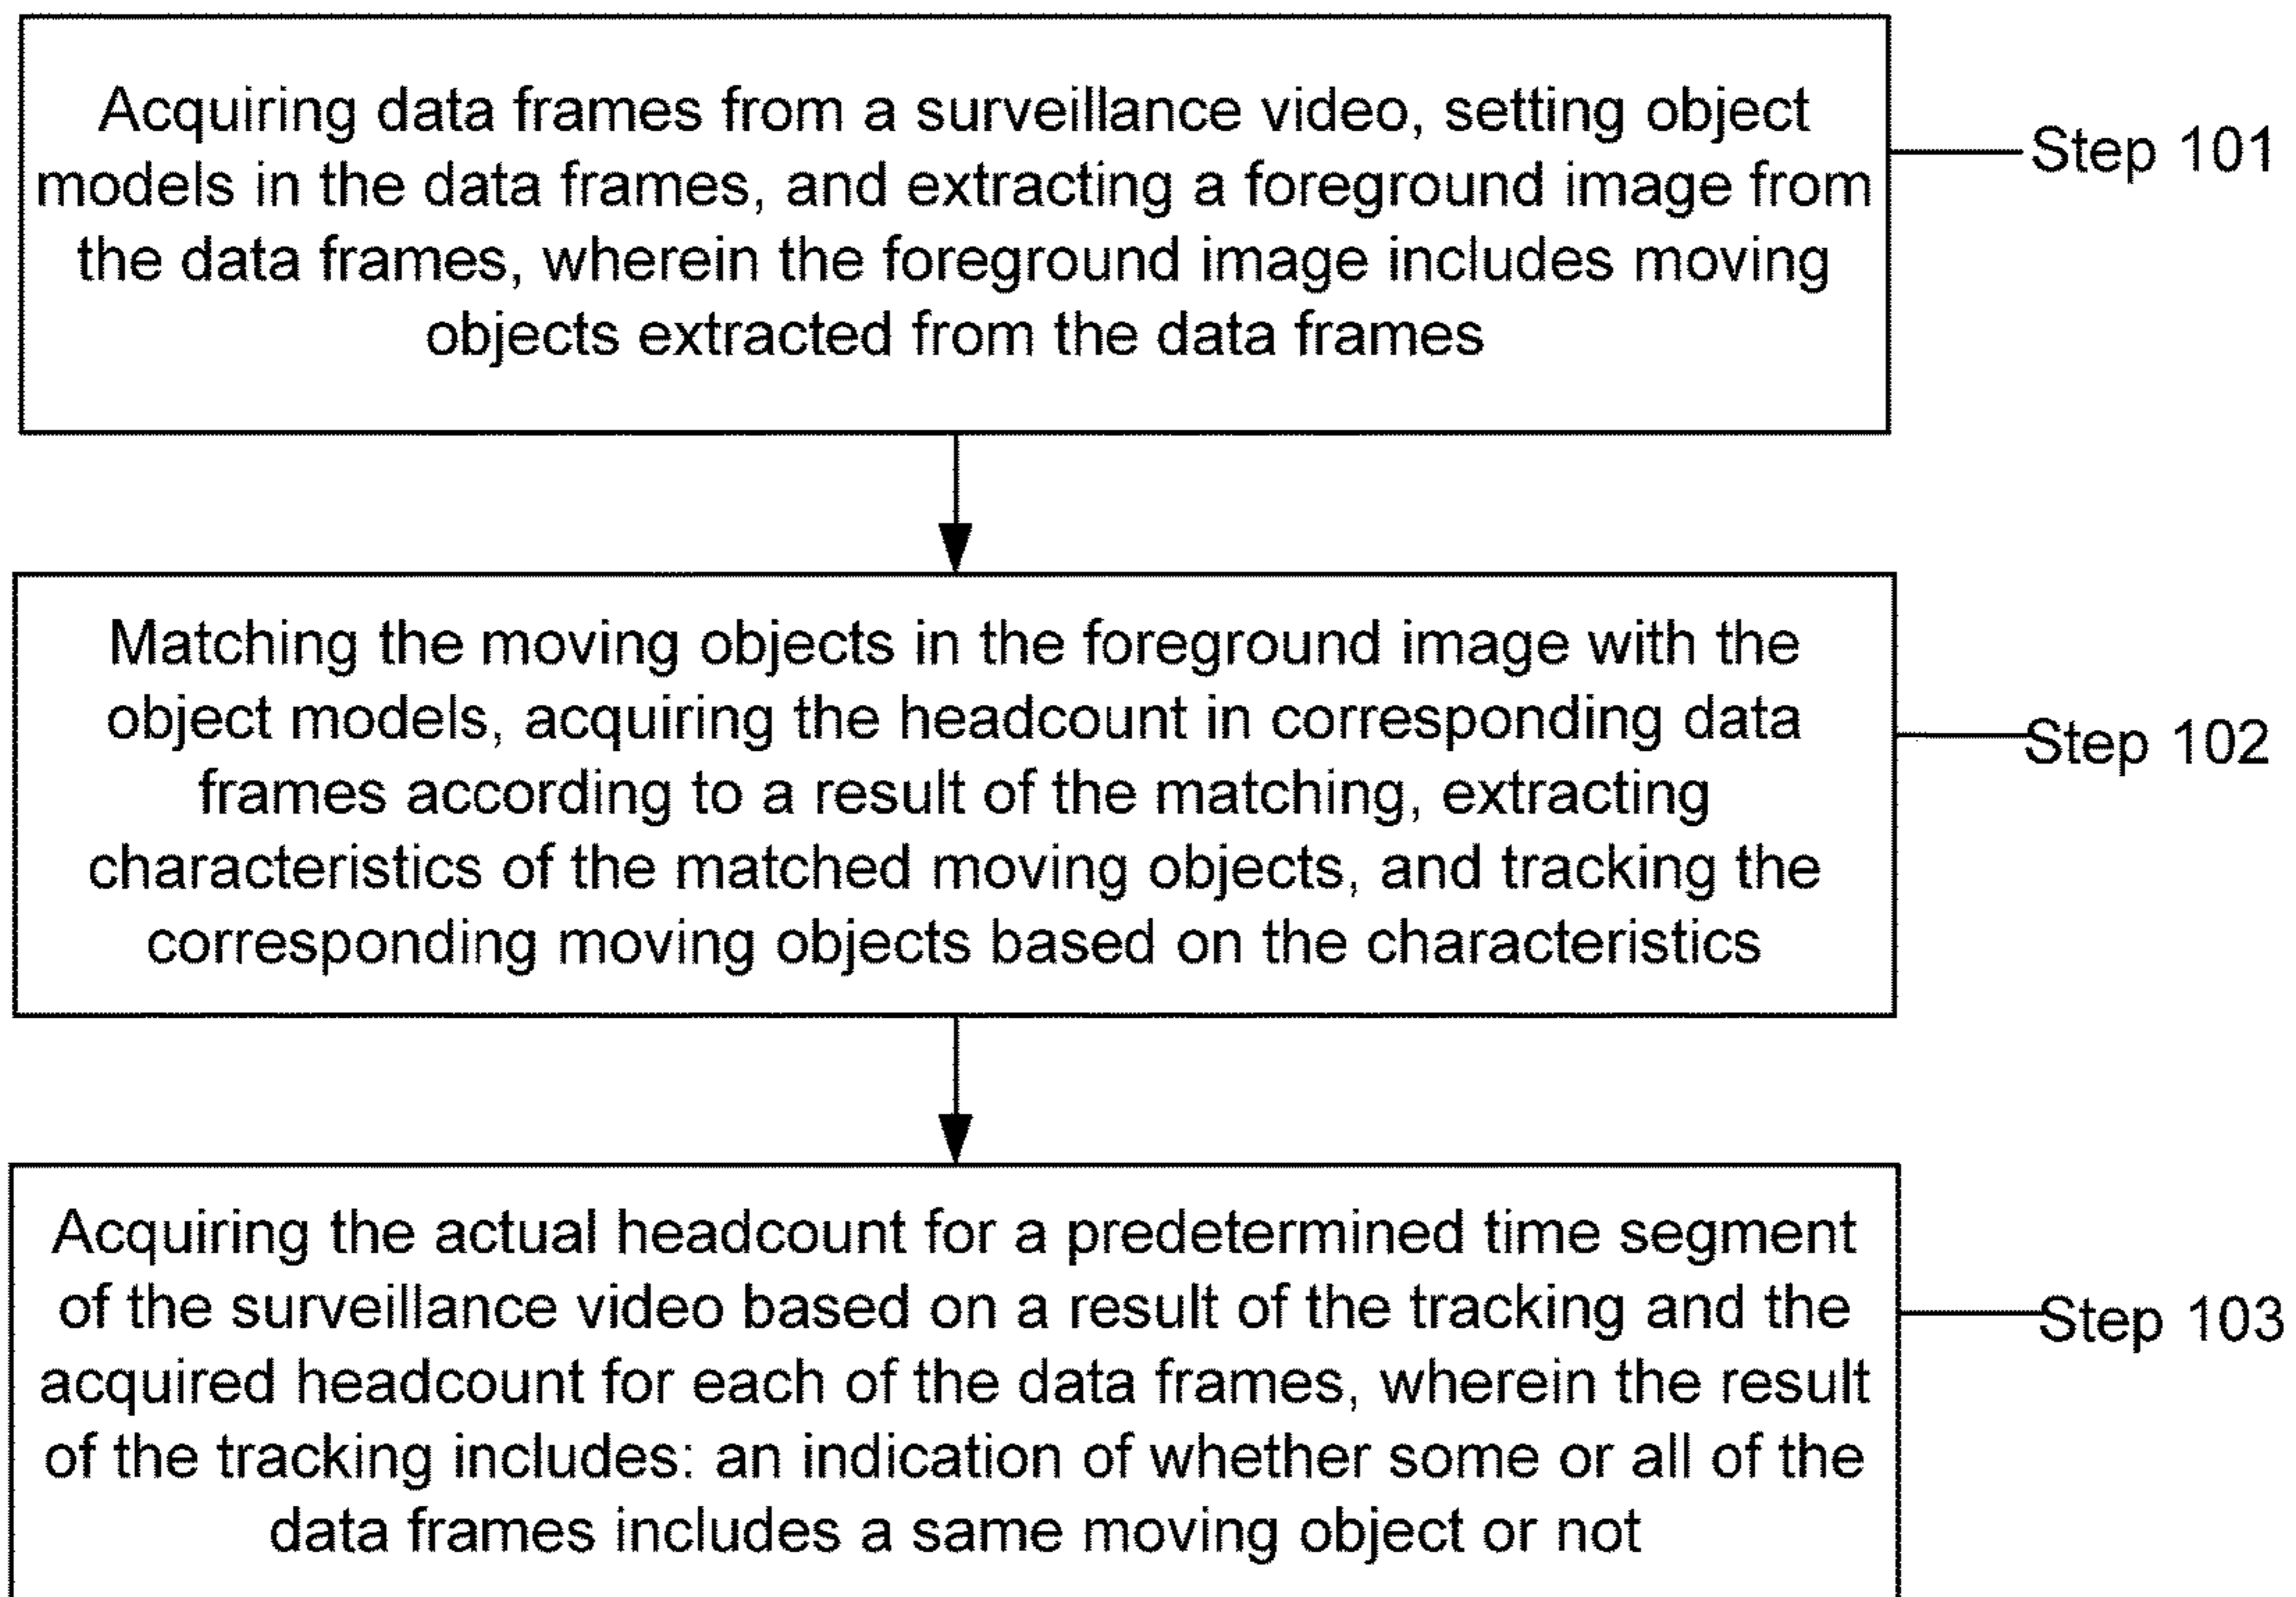 Acquiring data frames from a surveillance video, setting object
models in the data frames, and extracting a foreground image from
the data frames, wherein the foreground image includes moving
objects extracted from the data frames
Step 101
Matching the moving objects in the foreground image with the
object models, acquiring the headcount in corresponding data
frames according to a result of the matching, extracting
characteristics of the matched moving objects, and tracking the
corresponding moving objects based on the characteristics
Step 102
Acquiring the actual headcount for a predetermined time segment
of the surveillance video based on a result of the tracking and the
acquired headcount for each of the data frames, wherein the result
of the tracking includes: an indication of whether some or all of the
data frames includes a same moving object or not
Step 103